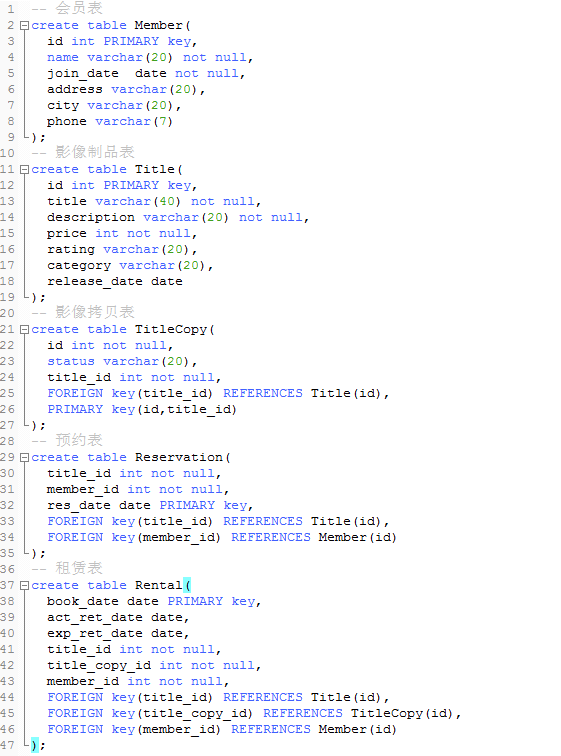 1 -- 会员表
2 create table Member(
3 id int PRIMARY key,
4 name varchar(20) not null,
5 join_date  date not null,
6 address varchar(20),
7 city varchar(20),
8 phone varchar(7)
9 );
10 -- 影像制品表
11 create table Title(
12 id int PRIMARY key,
13 title varchar(40) not null,
14 description varchar(20) not null,
15 price int not null,
16 rating varchar(20),
17 category varchar(20),
18 release_date date
19 );
20 -- 影像拷贝表
21 create table TitleCopy(
22 id int not null,
23 status varchar(20),
24 title_id int not null,
25 FOREIGN key(title_id) REFERENCES Title(id),
26 PRIMARY key(id,title_id)
27 );
28 -- 预约表
29 create table Reservation(
30 title_id int not null,
31 member_id int not null,
32 res_date date PRIMARY key,
33 FOREIGN key(title_id) REFERENCES Title(id),
34 FOREIGN key(member_id) REFERENCES Member(id)
35 );
36 -- 租赁表
37 create table Rental(
38 book_date date PRIMARY key,
39 act_ret_date date,
40 exp_ret_date date,
41 title_id int not null,
42 title_copy_id int not null,
43 member_id int not null,
44 FOREIGN key(title_id) REFERENCES Title(id),
45 FOREIGN key(title_copy_id) REFERENCES TitleCopy(id),
46 FOREIGN key(member_id) REFERENCES Member(id)
47 );